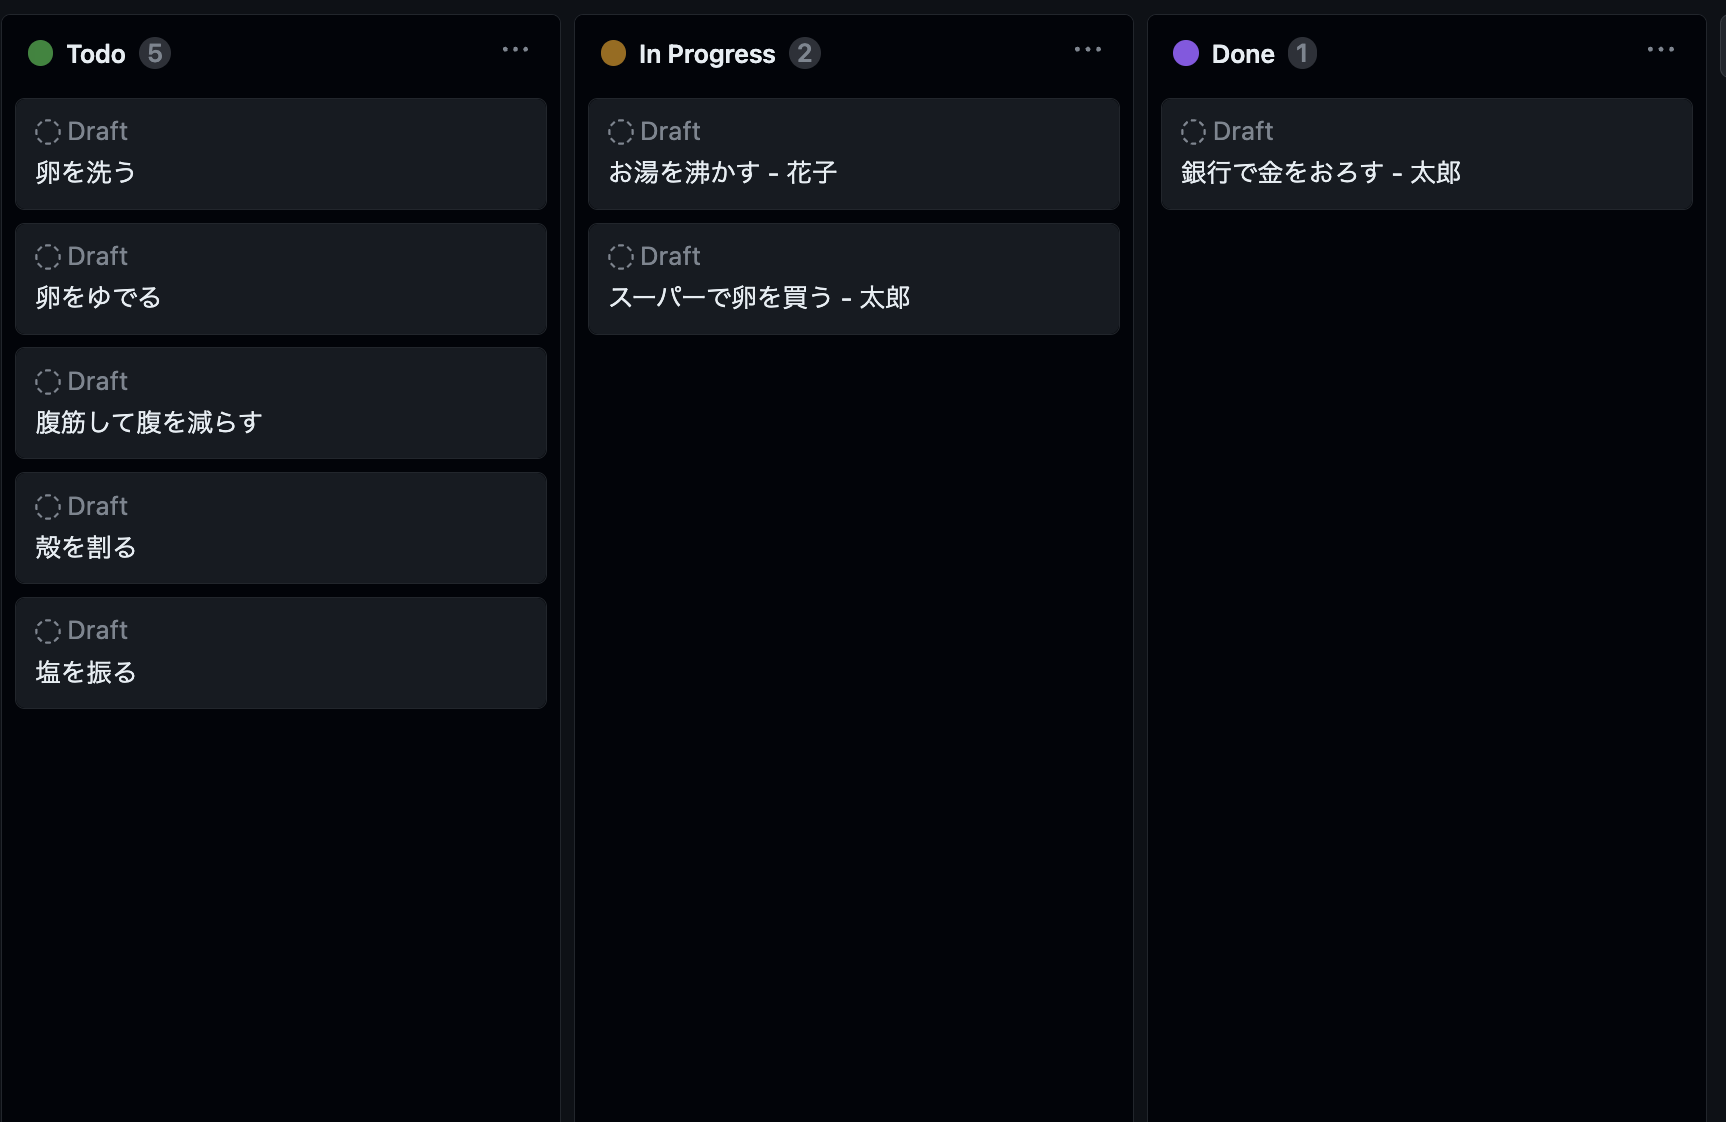 Todo 5
Draft
卵を洗う
Draft
卵をゆでる
Draft
腹筋して腹を減らす
Draft
殻を割る
Draft
塩を振る
In Progress 2
Draft
お湯を沸かす - 花子
Draft
スーパーで卵を買う - 太郎
Done 1
Draft
銀行で金をおろす - 太郎